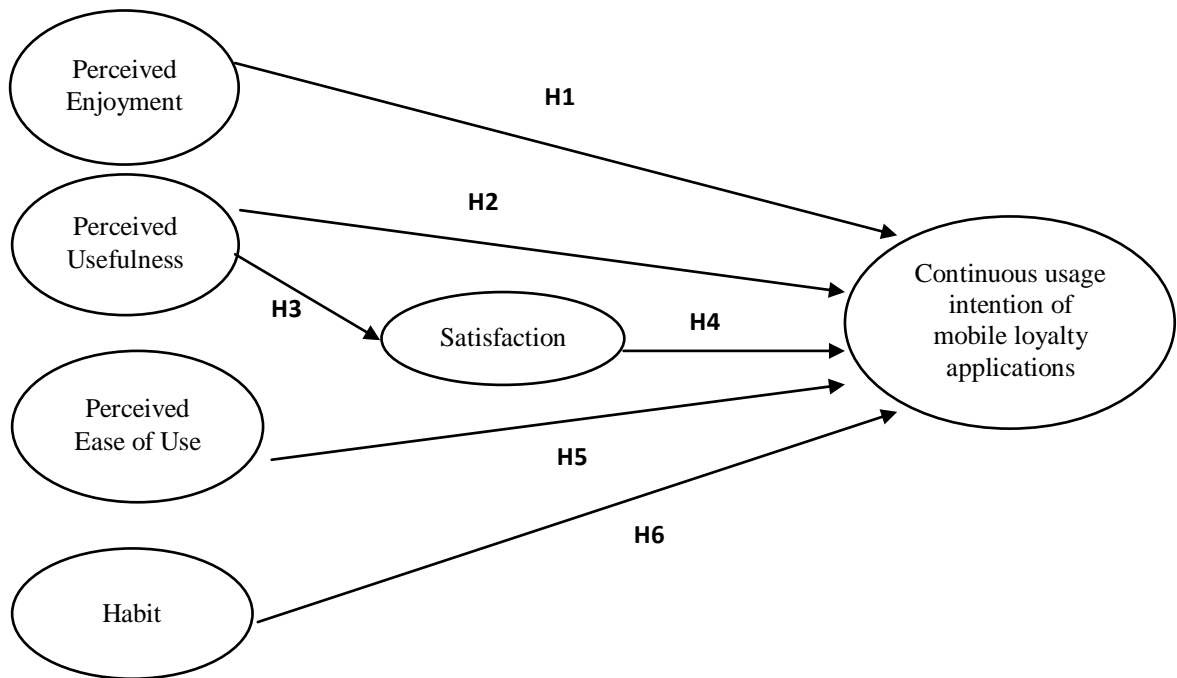 Perceived
Enjoyment
H1
Perceived
Usefulness
H2
H3
Satisfaction
H4
Continuous usage
intention of
mobile loyalty
applications
Perceived
Ease of Use
H5
H6
Habit